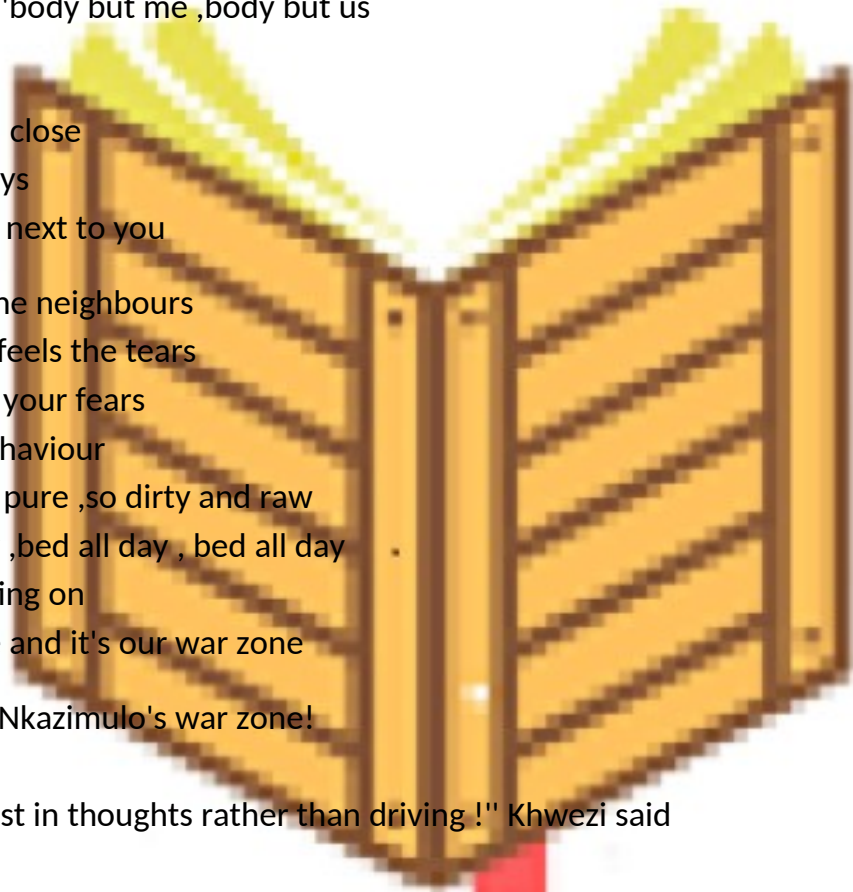 'body but me ,body but us
close
ys
next to you
he neighbours
feels the tears
your fears
haviour
pure ,so dirty and raw
,bed all day , bed all day
ing on
and it's our war zone
Nkazimulo's war zone!
st in thoughts rather than driving !'' Khwezi said